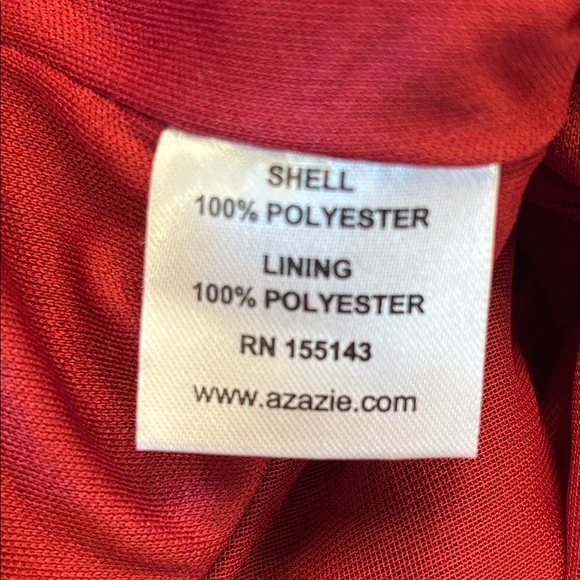 SHELL
100% POLYESTER
LINING
100% POLYESTER
RN 155143
www.azazie.com